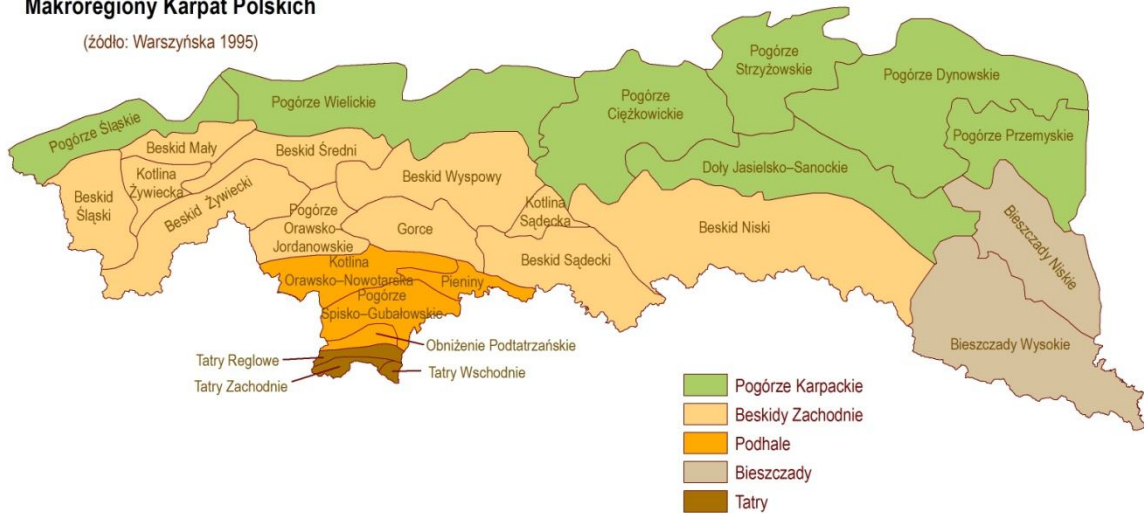 Makroregiony Karpat Polskich
(źródło: Warszyńska 1995)
Pogórze
Strzyżowskie
Pogórze Dynowskie
Pogórze Wielickie
Pogórze
Ciężkowickie
Pogórze Śląskie
Pogórze Przemyskie
Beskid Mały
Beskid Średni
Doły Jasielsko–Sanockie
Kotlina
Żywiecka
Beskid Wyspowy
Beskid
Śląski
Beskid Żywiecki
Pogórze
Orawsko–
Jordanowskie
Gorce
Kotlina
Sądecka
Beskid Niski
Bieszczady Niskie
Kotlina
Orawsko–Nowotarska
Pieniny
Beskid Sądecki
Pogórze
Spisko–Gubałowskie
Obniżenie Podtatrzańskie
Bieszczady Wysokie
Tatry Reglowe
Tatry Zachodnie
Tatry Wschodnie
Pogórze Karpackie
Beskidy Zachodnie
Podhale
Bieszczady
Tatry